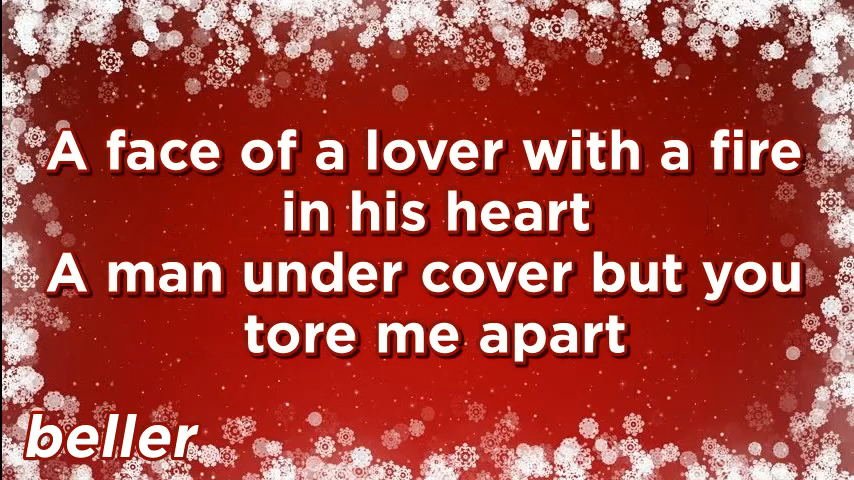 A face of a lover with a fire
in his heart
A man under cover but you
tore me apart
beller